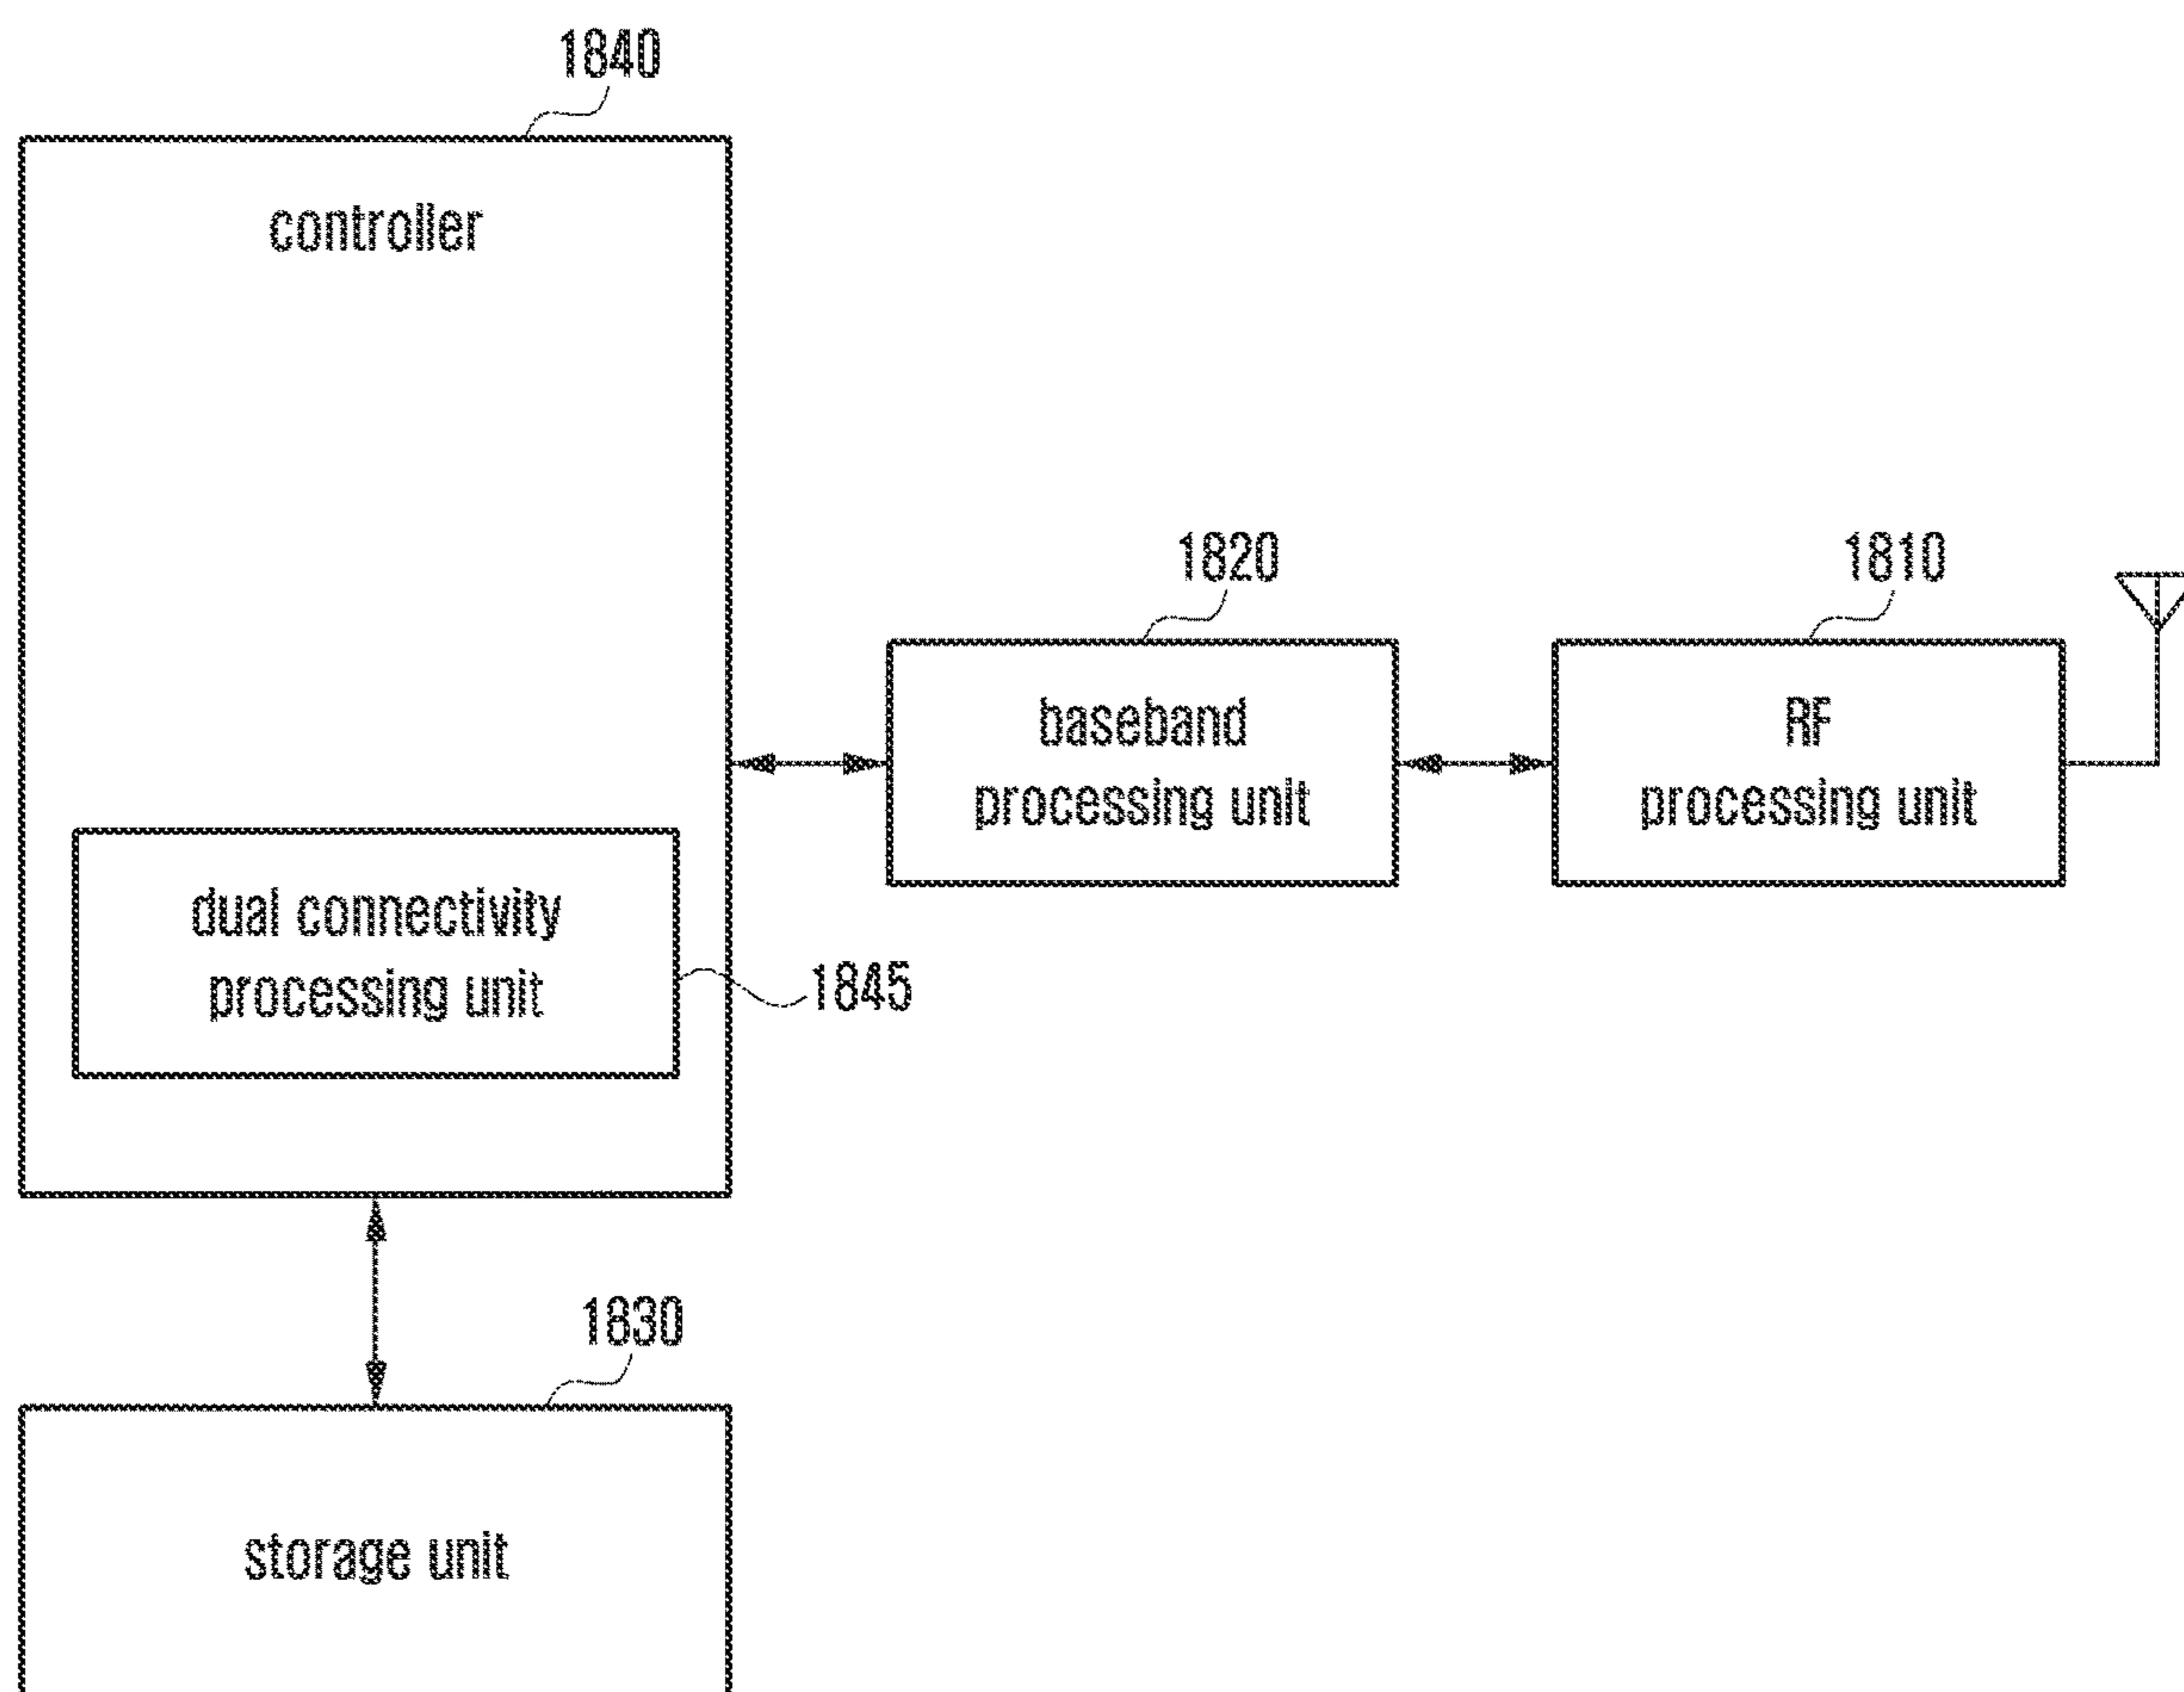 1840
controller
1820
1810
baseband
processing unit
RF
processing unit
dual connectivity
processing unit
1845
1830
storage unit